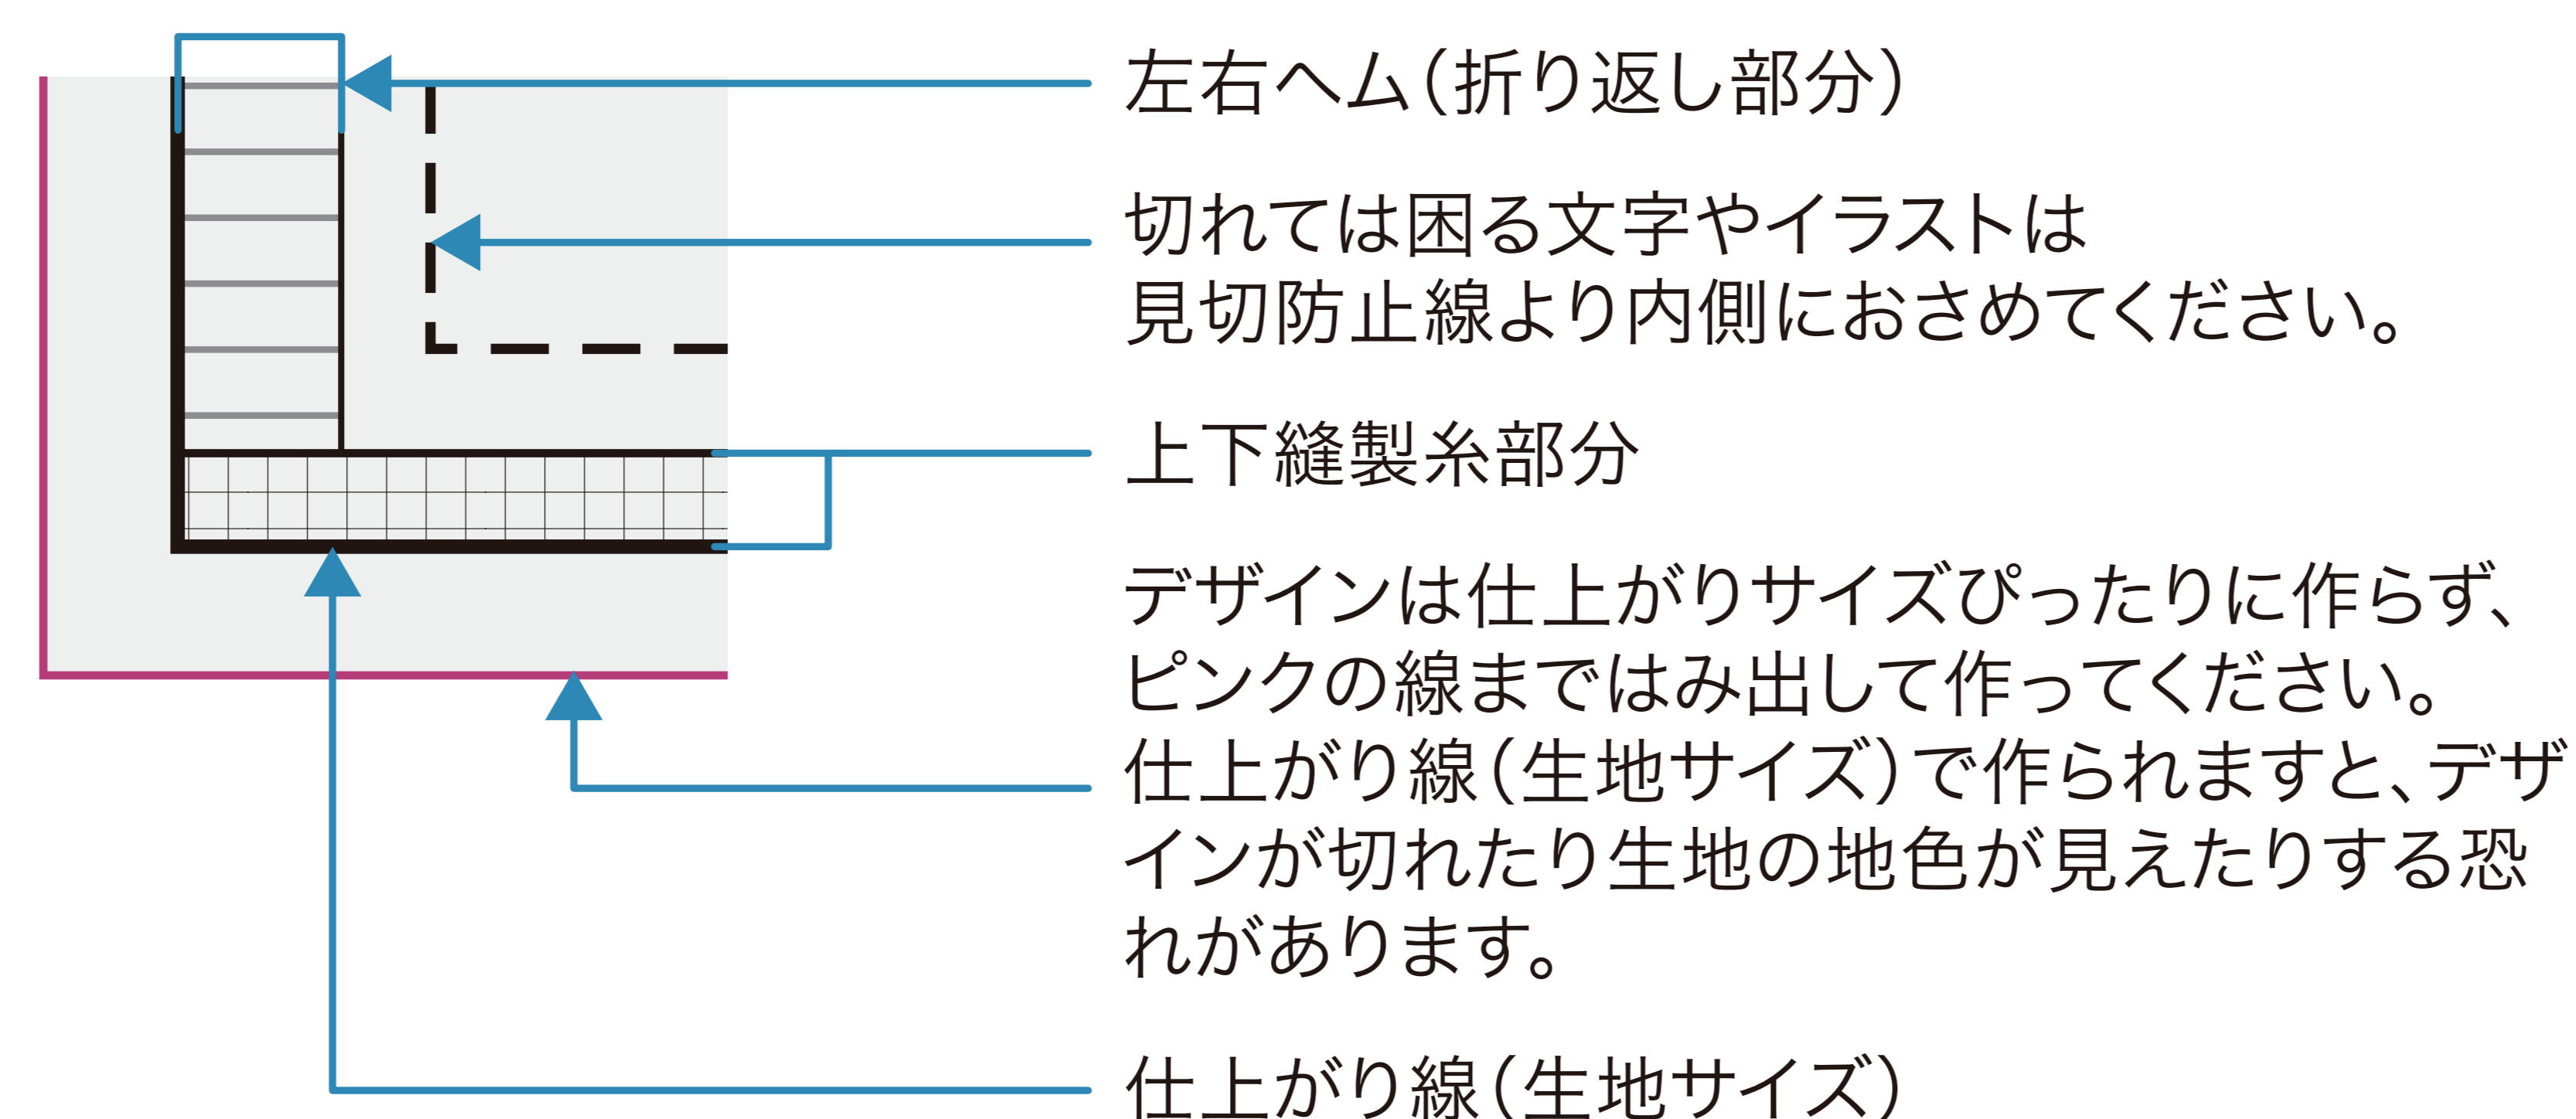 左右ヘム（折り返し部分）
切れては困る文字やイラストは
見切防止線より内側におさめてください。
上下縫製糸部分
デザインは仕上がりサイズぴったりに作らず、
ピンクの線まではみ出して作ってください。
仕上がり線（生地サイズ）で作られますと、デザ
インが切れたり生地の地色が見えたりする恐
れがあります。
仕上がり線（生地サイズ）